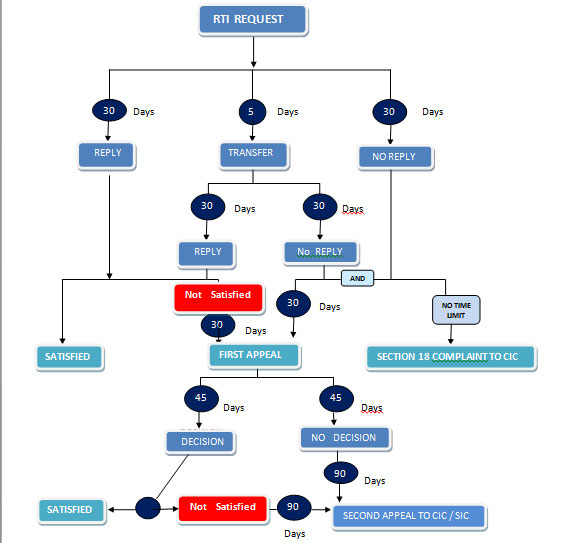 RTI REQUEST
30 Days
5 Days
30 Days
REPLY
TRANSFER
NO REPLY
30 Days
30 Days
REPLY
No REPLY
AND
Not Satisfied
30 Days
NO TIME
LIMIT
30 Days
SATISFIED
FIRST APPEAL
SECTION 18 COMPLAINT TO CIC
45 Days
45 Days
DECISION
NO DECISION
90 Days
SATISFIED
Not Satisfied
90 Days
SECOND APPEAL TO CIC / SIC